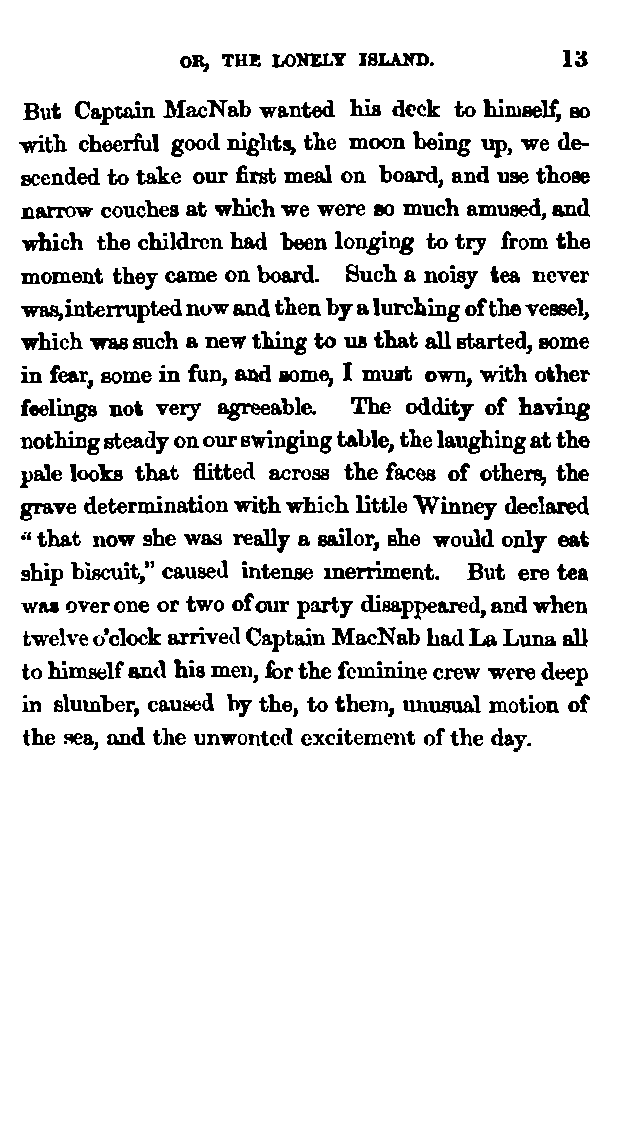 OR, THE LONELY ISLAND. 13
But Captain MacNab wanted his deck to himself, so
with cheerful good nights, the moon being up, we de-
scended to take our first meal on board, and use those
narrow couches at which we were so much amused, and
which the children had been longing to try from the
moment they came on board. Such a noisy tea never
was, interrupted now and then by a lurching of the vessel,
which was such a new thing to us that all started, some
in fear, some in fun, and some, I must own, with other
feelings not very agreeable. The oddity of having
nothing steady on our swinging table, the laughing at the
pale looks that flitted across the faces of others, the
grave determination with which little Winney declared
“that now she was really a sailor, she would only eat
ship biscuit,” caused intense merriment. But ere tea
was over one or two of our party disappeared, and when
twelve o'clock arrived Captain MacNab had La Luna all
to himself and his men, for the feminine crew were deep
in slumber, caused by the, to them, unusual motion of
the sea, and the unwonted excitement of the day.